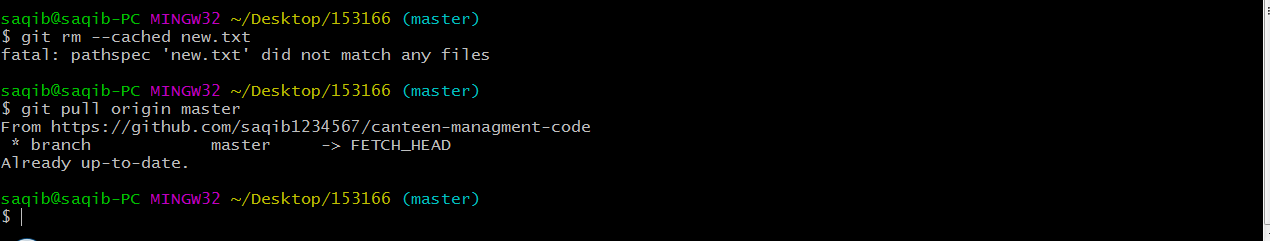 saqib@saqib-PC MINGW32 ~/Desktop/153166 (master)
$ git rm --cached new.txt
fatal: pathspec 'new.txt' did not match any files
saqib@saqib-PC MINGW32 ~/Desktop/153166 (master)
$ git pull origin master
From https://github.com/saqib1234567/canteen-managment-code
 * branch            master     -> FETCH_HEAD
Already up-to-date.
saqib@saqib-PC MINGW32 ~/Desktop/153166 (master)
$